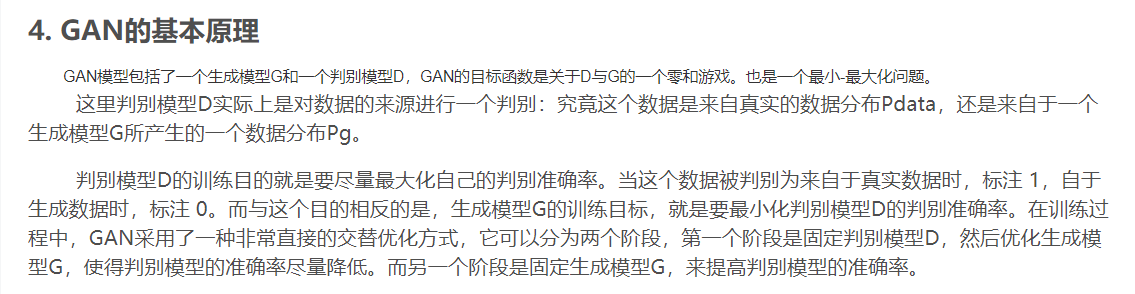 4. GAN的基本原理
GAN模型包括了一个生成模型G和一个判别模型D，GAN的目标函数是关于D与G的一个零和游戏。也是一个最小-最大化问题。
这里判别模型D实际上是对数据的来源进行一个判别：究竟这个数据是来自真实的数据分布Pdata，还是来自于一个
生成模型G所产生的一个数据分布Pg。
判别模型D的训练目的就是要尽量最大化自己的判别准确率。当这个数据被判别为来自于真实数据时，标注 1，自于
生成数据时，标注 0。而与这个目的相反的是，生成模型G的训练目标，就是要最小化判别模型D的判别准确率。在训练过
程中，GAN采用了一种非常直接的交替优化方式，它可以分为两个阶段，第一个阶段是固定判别模型D，然后优化生成模
型G，使得判别模型的准确率尽量降低。而另一个阶段是固定生成模型G，来提高判别模型的准确率。